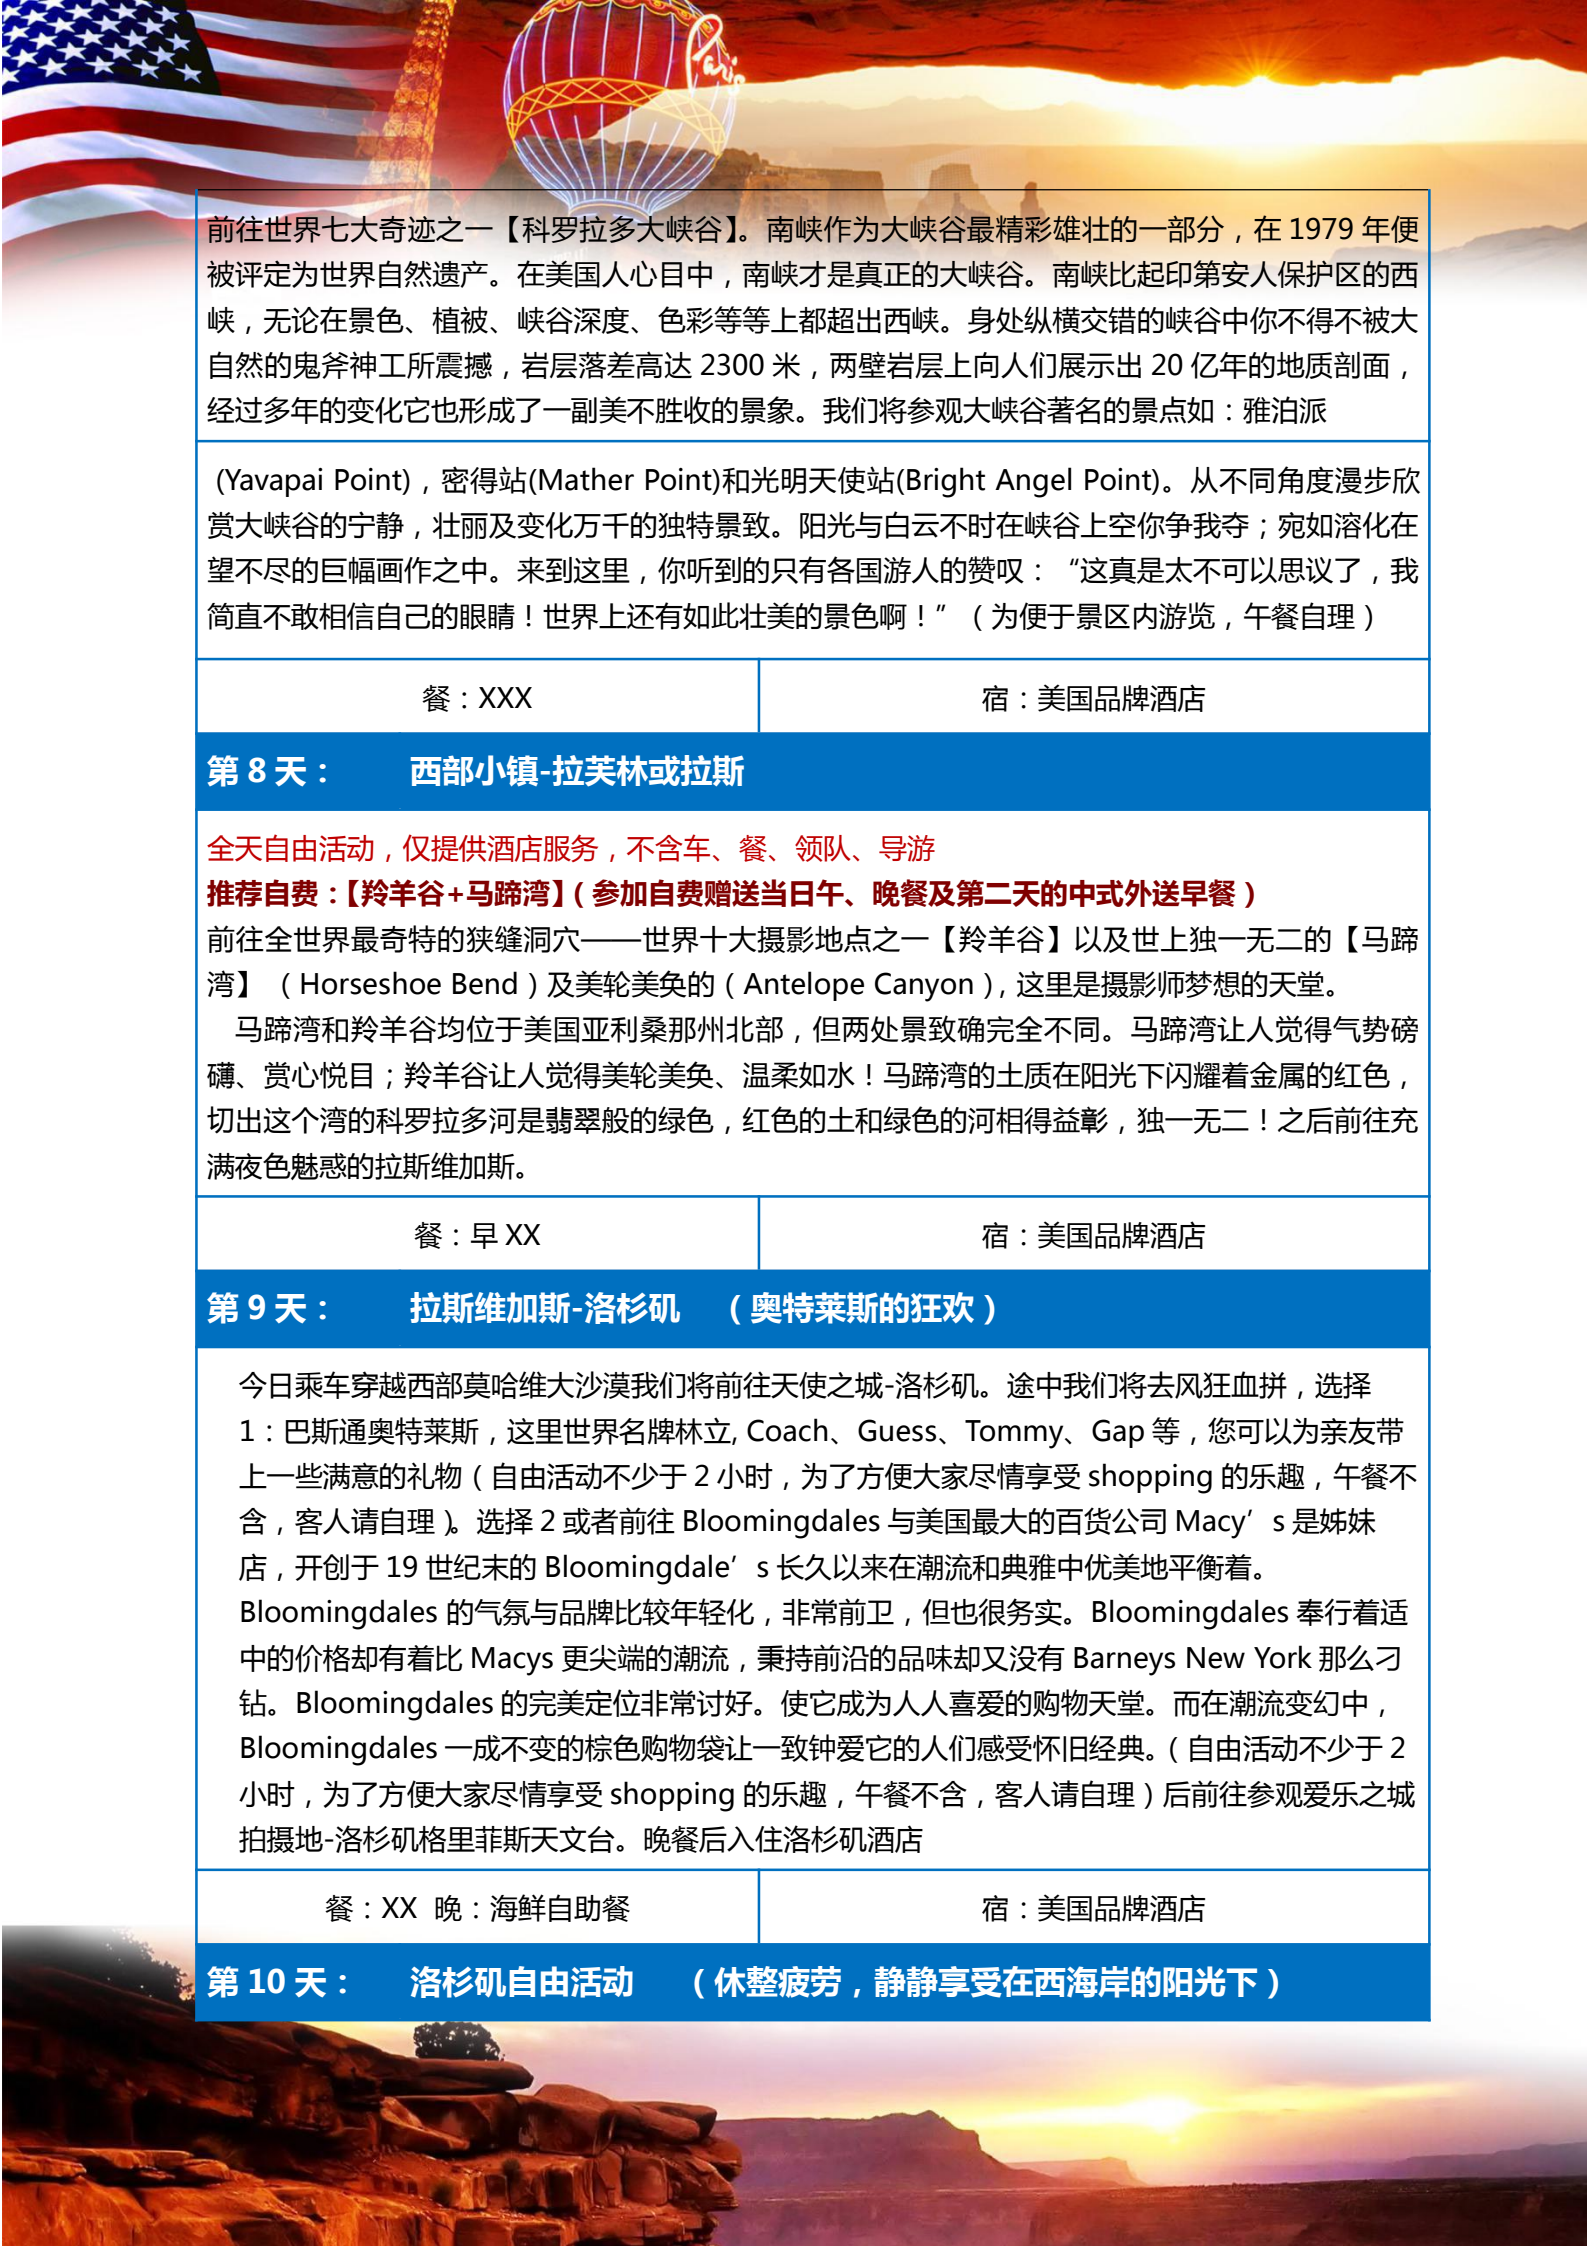 Paris
前往世界七大奇迹之一【科罗拉多大峡谷】。南峡作为大峡谷最精彩雄壮的一部分，在 1979 年便
被评定为世界自然遗产。在美国人心目中，南峡才是真正的大峡谷。南峡比起印第安人保护区的西
峡，无论在景色、植被、峡谷深度、色彩等等上都超出西峡。身处纵横交错的峡谷中你不得不被大
自然的鬼斧神工所震撼，岩层落差高达 2300 米，两壁岩层上向人们展示出 20 亿年的地质剖面，
经过多年的变化它也形成了一副美不胜收的景象。我们将参观大峡谷著名的景点如：雅泊派
(Yavapai Point)，密得站(Mather Point)和光明天使站(Bright Angel Point)。从不同角度漫步欣
赏大峡谷的宁静，壮丽及变化万千的独特景致。阳光与白云不时在峡谷上空你争我夺；宛如溶化在
望不尽的巨幅画作之中。来到这里，你听到的只有各国游人的赞叹：“这真是太不可以思议了，我
简直不敢相信自己的眼睛！世界上还有如此壮美的景色啊！”（为便于景区内游览，午餐自理）
餐：XXX 宿：美国品牌酒店
第 8 天： 西部小镇-拉芙林或拉斯
全天自由活动，仅提供酒店服务，不含车、餐、领队、导游
推荐自费：【羚羊谷+马蹄湾】（参加自费赠送当日午、晚餐及第二天的中式外送早餐）
前往全世界最奇特的狭缝洞穴——世界十大摄影地点之一【羚羊谷】以及世上独一无二的【马蹄
湾】（Horseshoe Bend）及美轮美奂的（Antelope Canyon），这里是摄影师梦想的天堂。
马蹄湾和羚羊谷均位于美国亚利桑那州北部，但两处景致确完全不同。马蹄湾让人觉得气势磅
礴、赏心悦目；羚羊谷让人觉得美轮美奂、温柔如水！马蹄湾的土质在阳光下闪耀着金属的红色，
切出这个湾的科罗拉多河是翡翠般的绿色，红色的土和绿色的河相得益彰，独一无二！之后前往充
满夜色魅惑的拉斯维加斯。
餐：早 XX 宿：美国品牌酒店
第 9 天： 拉斯维加斯-洛杉矶 （奥特莱斯的狂欢）
今日乘车穿越西部莫哈维大沙漠我们将前往天使之城-洛杉矶。途中我们将去风狂血拼，选择
1：巴斯通奥特莱斯，这里世界名牌林立, Coach、Guess、Tommy、Gap 等，您可以为亲友带
上一些满意的礼物（自由活动不少于 2 小时，为了方便大家尽情享受 shopping 的乐趣，午餐不
含，客人请自理）。选择 2 或者前往 Bloomingdales 与美国最大的百货公司 Macy’s 是姊妹
店，开创于 19 世纪末的 Bloomingdale’s 长久以来在潮流和典雅中优美地平衡着。
Bloomingdales 的气氛与品牌比较年轻化，非常前卫，但也很务实。Bloomingdales 奉行着适
中的价格却有着比 Macys 更尖端的潮流，秉持前沿的品味却又没有 Barneys New York 那么刁
钻。Bloomingdales 的完美定位非常讨好。使它成为人人喜爱的购物天堂。而在潮流变幻中，
Bloomingdales 一成不变的棕色购物袋让一致钟爱它的人们感受怀旧经典。（自由活动不少于 2
小时，为了方便大家尽情享受 shopping 的乐趣，午餐不含，客人请自理）后前往参观爱乐之城
拍摄地-洛杉矶格里菲斯天文台。晚餐后入住洛杉矶酒店
餐：XX 晚：海鲜自助餐 宿：美国品牌酒店
第 10 天： 洛杉矶自由活动 （休整疲劳，静静享受在西海岸的阳光下）